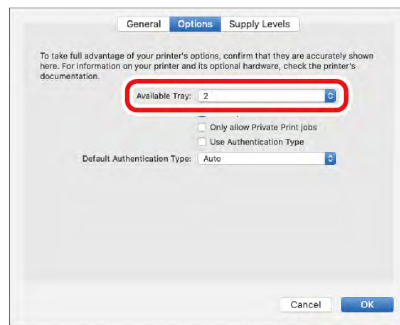 General Options Supply Levels
To take full advantage of your printer's options, confirm that they are accurately shown
here. For information on your printer and its optional hardware, check the printer's
documentation.
Available Tray: 2
Only allow Private Print jobs
Use Authentication Type
Default Authentication Type: Auto
Cancel OK